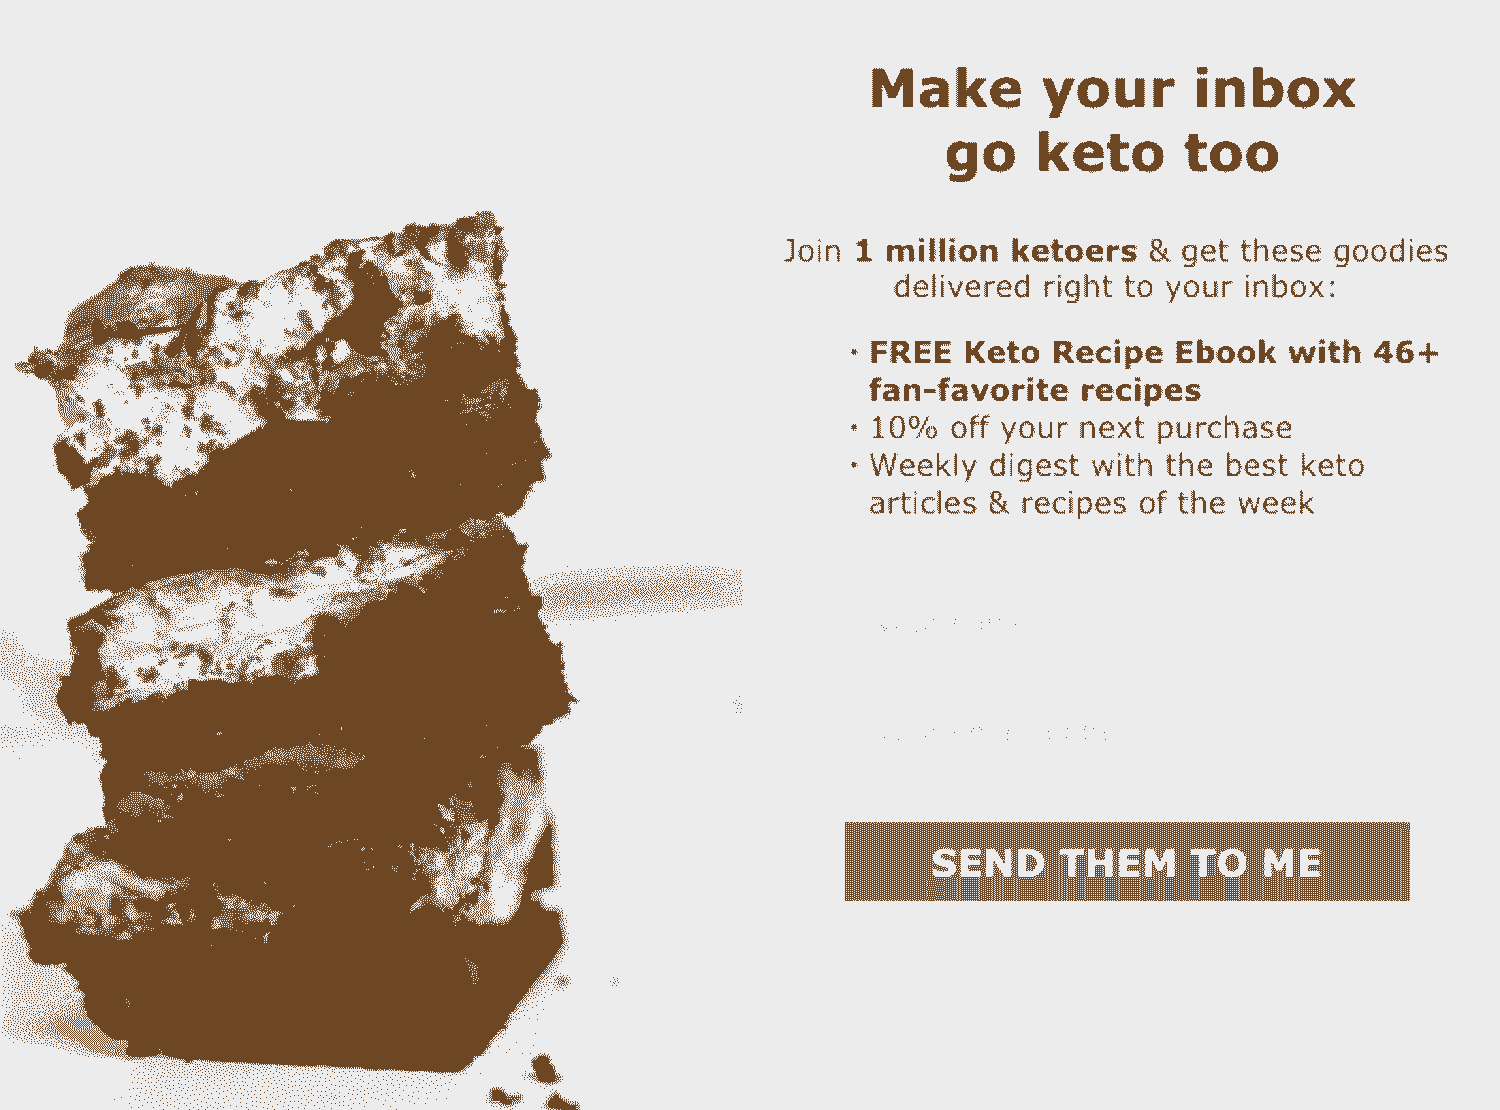 Make your inbox
go keto too
Join 1 million ketoers & get these goodies
delivered right to your inbox:
· FREE Keto Recipe Ebook with 46+
fan-favorite recipes
· 10% off your next purchase
· Weekly digest with the best keto
articles & recipes of the week
SEND THEM TO ME